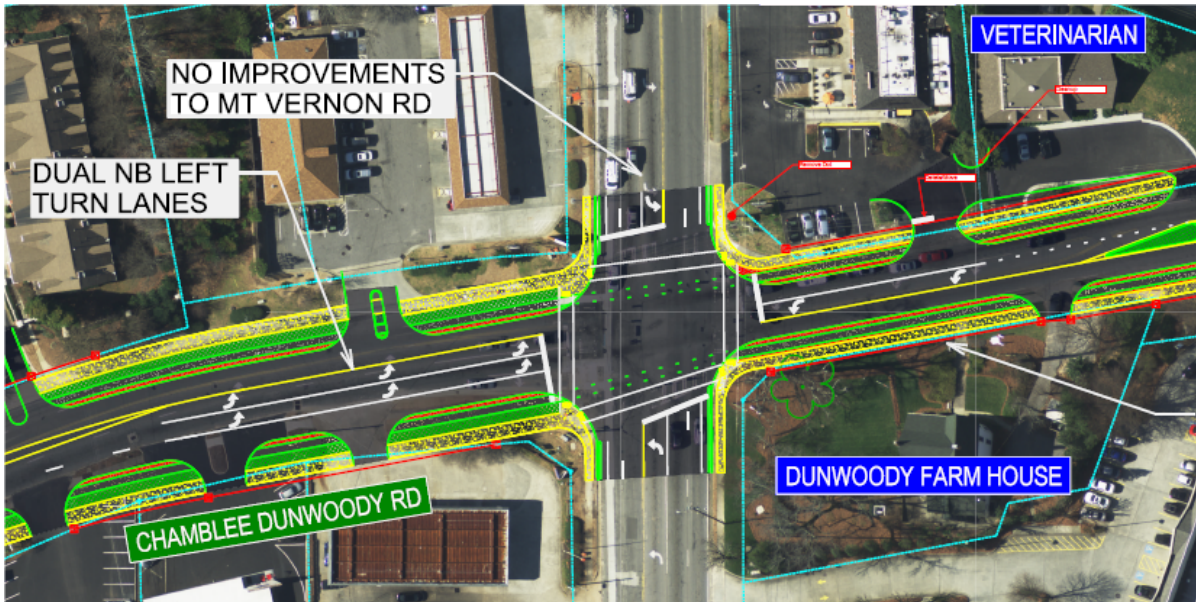 VETERINARIAN
NO IMPROVEMENTS
TO MT VERNON RD
DUAL NB LEFT
TURN LANES
DUNWOODY FARM HOUSE
CHAMBLEE DUNWOODY RD